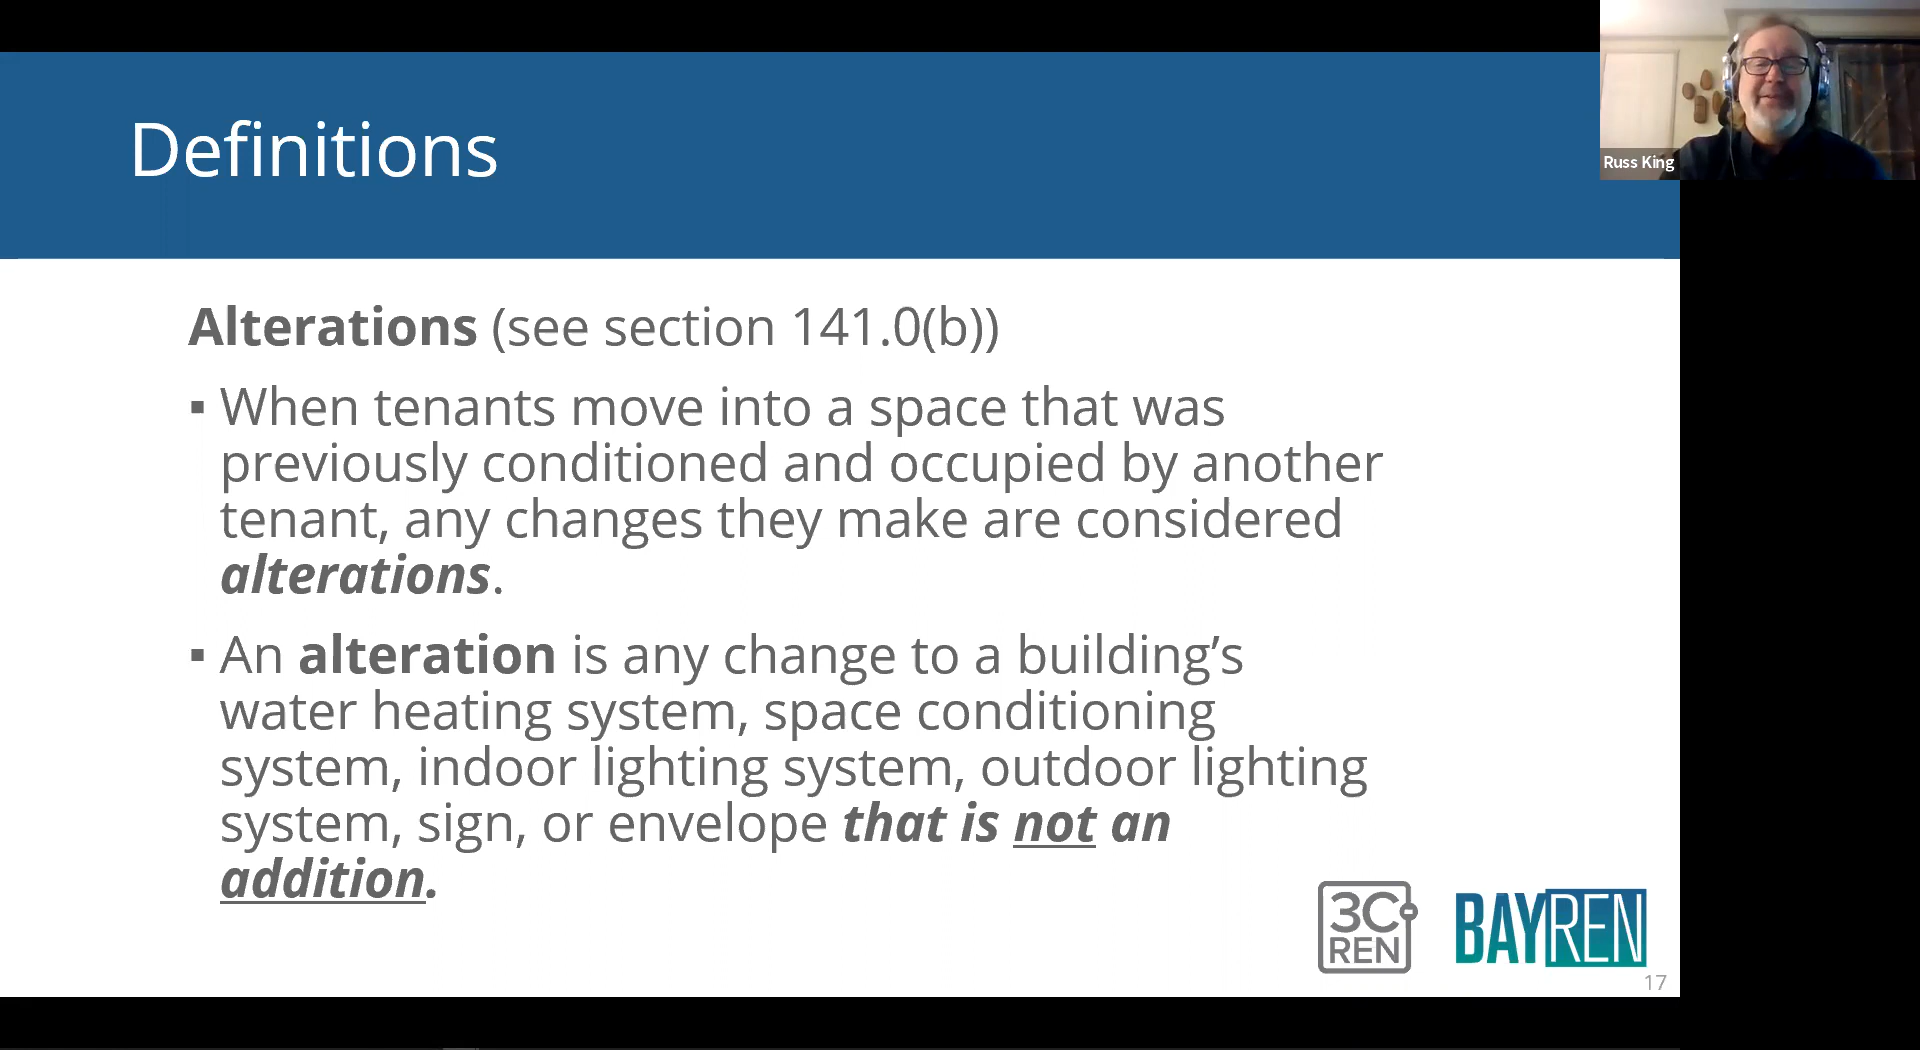 Definitions
Russ King
Alterations (see section 141.0(b))
▪ When tenants move into a space that was
previously conditioned and occupied by another
tenant, any changes they make are considered
alterations.
▪ An alteration is any change to a building’s
water heating system, space conditioning
system, indoor lighting system, outdoor lighting
system, sign, or envelope that is not an
addition.
3C
REN
BAYREN
17